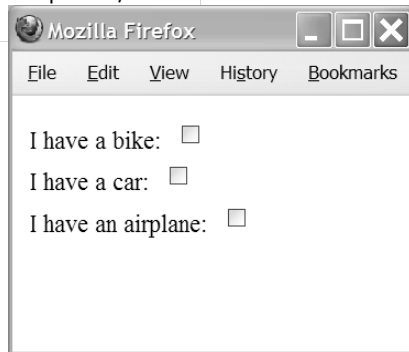 Mozilla Firefox
File Edit View History Bookmarks
I have a bike:
I have a car:
I have an airplane: